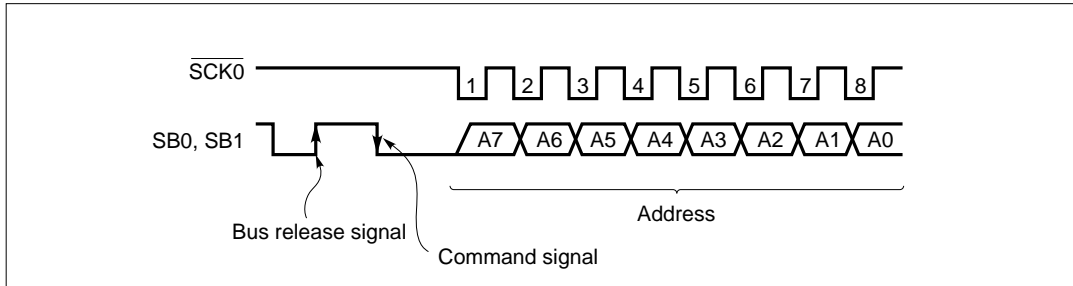 SCK0
1 2 3 4 5 6 7 8
SB0, SB1
A7 A6 A5 A4 A3 A2 A1 A0
Address
Bus release signal
Command signal